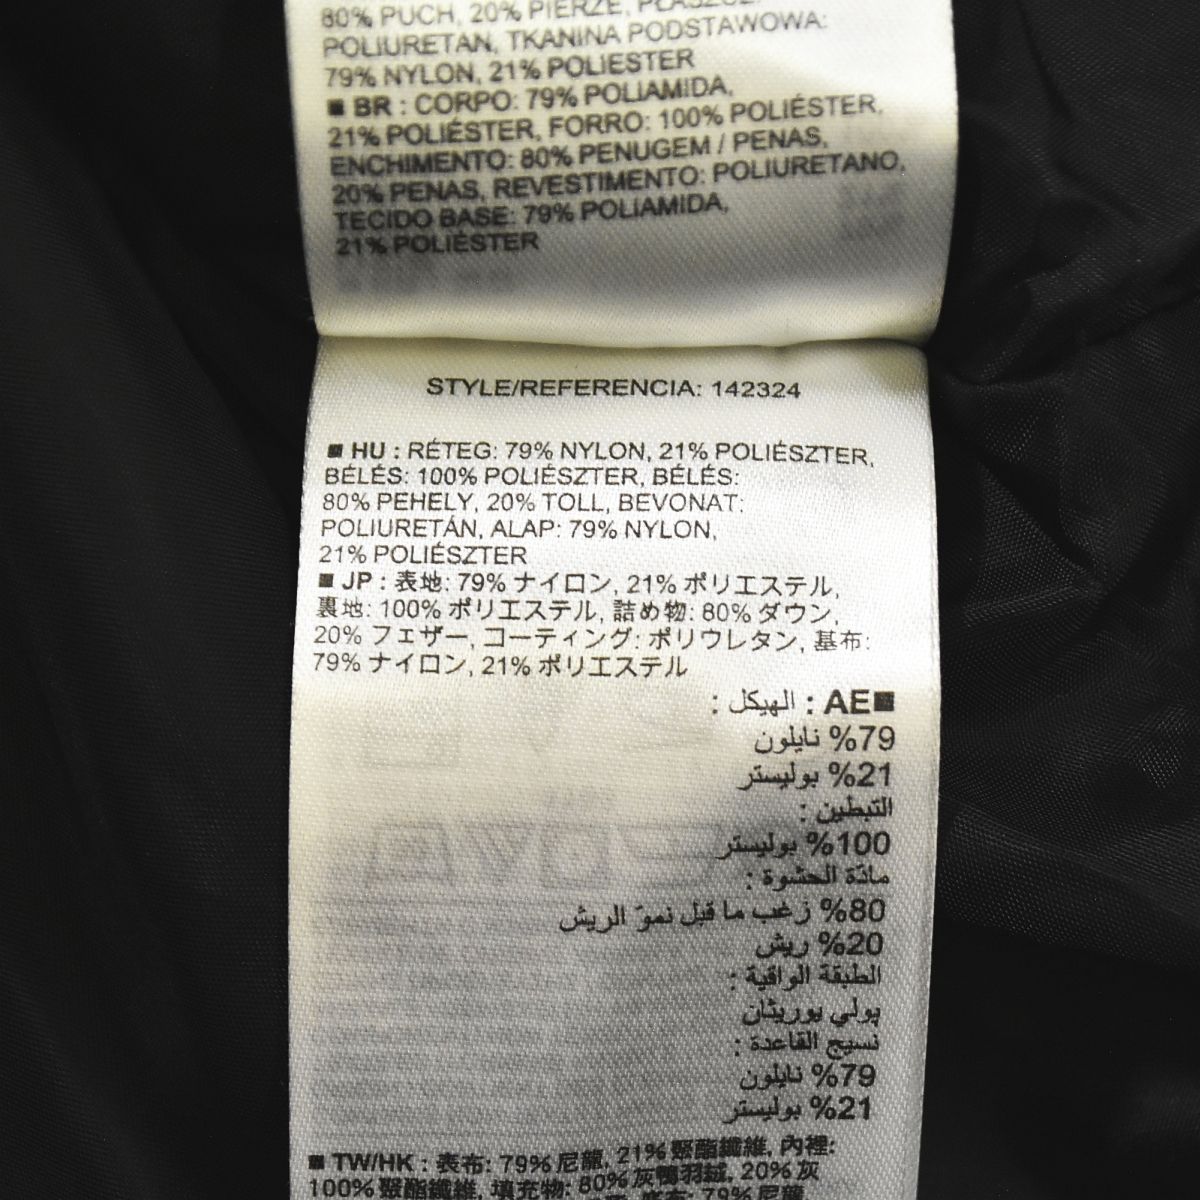 80% PUCH, 20% PIERZE,
POLIURETAN, TKANINA PODSTAWOWA:
79% NYLON, 21% POLIESTER
■ BR : CORPO: 79% POLIAMIDA,
21% POLIÉSTER, FORRO: 100% POLIÉSTER,
ENCHIMENTO: 80% PENUGEM / PENAS,
20% PENAS, REVESTIMENTO: POLIURETANO,
TECIDO BASE: 79% POLIAMIDA,
21% POLIÉSTER
STYLE/REFERENCIA: 142324
■ HU : RÉTEG: 79% NYLON, 21% POLIÉSZTER,
BÉLÉS: 100% POLIÉSZTER, BÉLÉS:
80% PEHELY, 20% TOLL, BEVONAT:
POLIURETÁN, ALAP: 79% NYLON,
21% POLIÉSZTER
■ JP : 表地: 79% ナイロン, 21% ポリエステル,
裏地: 100% ポリエステル, 詰め物: 80% ダウン,
20% フェザー, コーティング: ポリウレタン, 基布:
79% ナイロン, 21% ポリエステル
■AE : الهيكل :
79% نايلون
21% بوليستر
التبطين :
100% بوليستر
مادّة الحشوة :
80% زغب ما قبل نموّ الريش
20% ريش
الطبقة الواقية :
بولي يوريثان
نسيج القاعدة :
79% نايلون
21% بوليستر
■ TW/HK : 表布: 79% 尼龍, 21% 聚酯纖維, 內裡:
100% 聚酯纖維, 填充物: 80% 灰鴨羽絨, 20% 灰
底布: 79% 尼龍